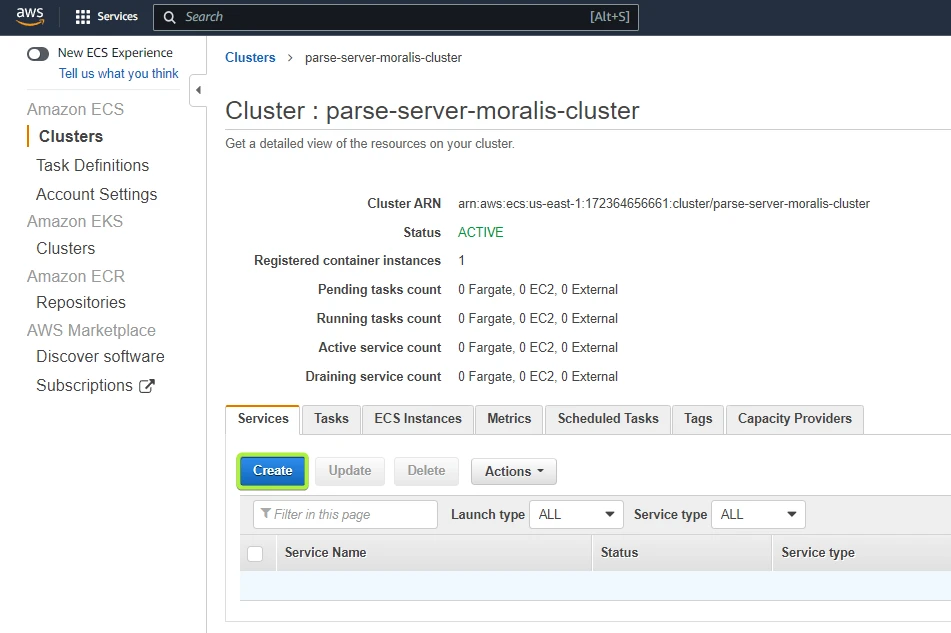 aws
Services
Search
[Alt+S]
New ECS Experience
Tell us what you think
Amazon ECS
Clusters
Task Definitions
Account Settings
Amazon EKS
Clusters
Amazon ECR
Repositories
AWS Marketplace
Discover software
Subscriptions
Clusters > parse-server-moralis-cluster
Cluster : parse-server-moralis-cluster
Get a detailed view of the resources on your cluster.
Cluster ARN arn:aws:ecs:us-east-1:172364656661:cluster/parse-server-moralis-cluster
Status ACTIVE
Registered container instances 1
Pending tasks count 0 Fargate, 0 EC2, 0 External
Running tasks count 0 Fargate, 0 EC2, 0 External
Active service count 0 Fargate, 0 EC2, 0 External
Draining service count 0 Fargate, 0 EC2, 0 External
Services Tasks ECS Instances Metrics Scheduled Tasks Tags Capacity Providers
Create Update Delete Actions
Filter in this page Launch type ALL Service type ALL
Service Name Status Service type